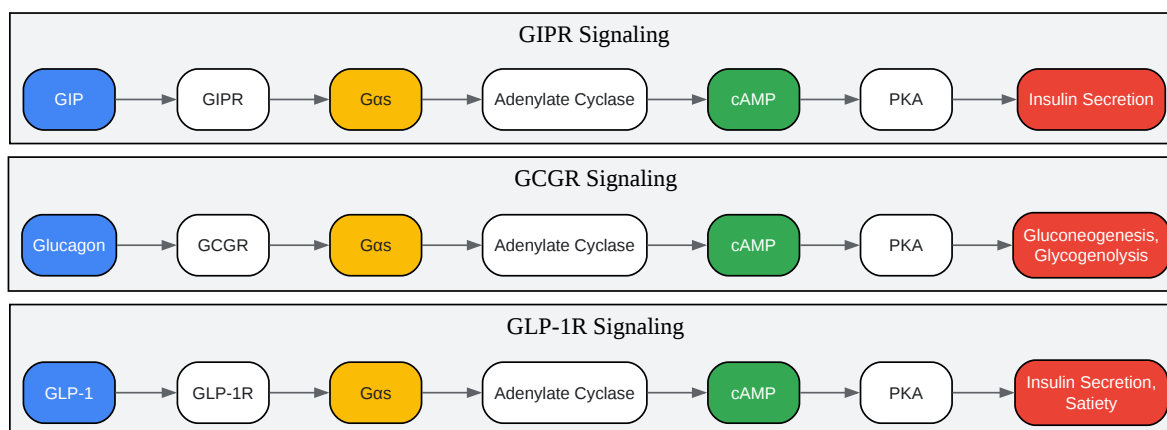 GIPR Signaling
GIP
GIPR
Gαs
Adenylate Cyclase
cAMP
PKA
Insulin Secretion
GCGR Signaling
Glucagon
GCGR
Gαs
Adenylate Cyclase
cAMP
PKA
Gluconeogenesis,
Glycogenolysis
GLP-1R Signaling
GLP-1
GLP-1R
Gαs
Adenylate Cyclase
cAMP
PKA
Insulin Secretion,
Satiety